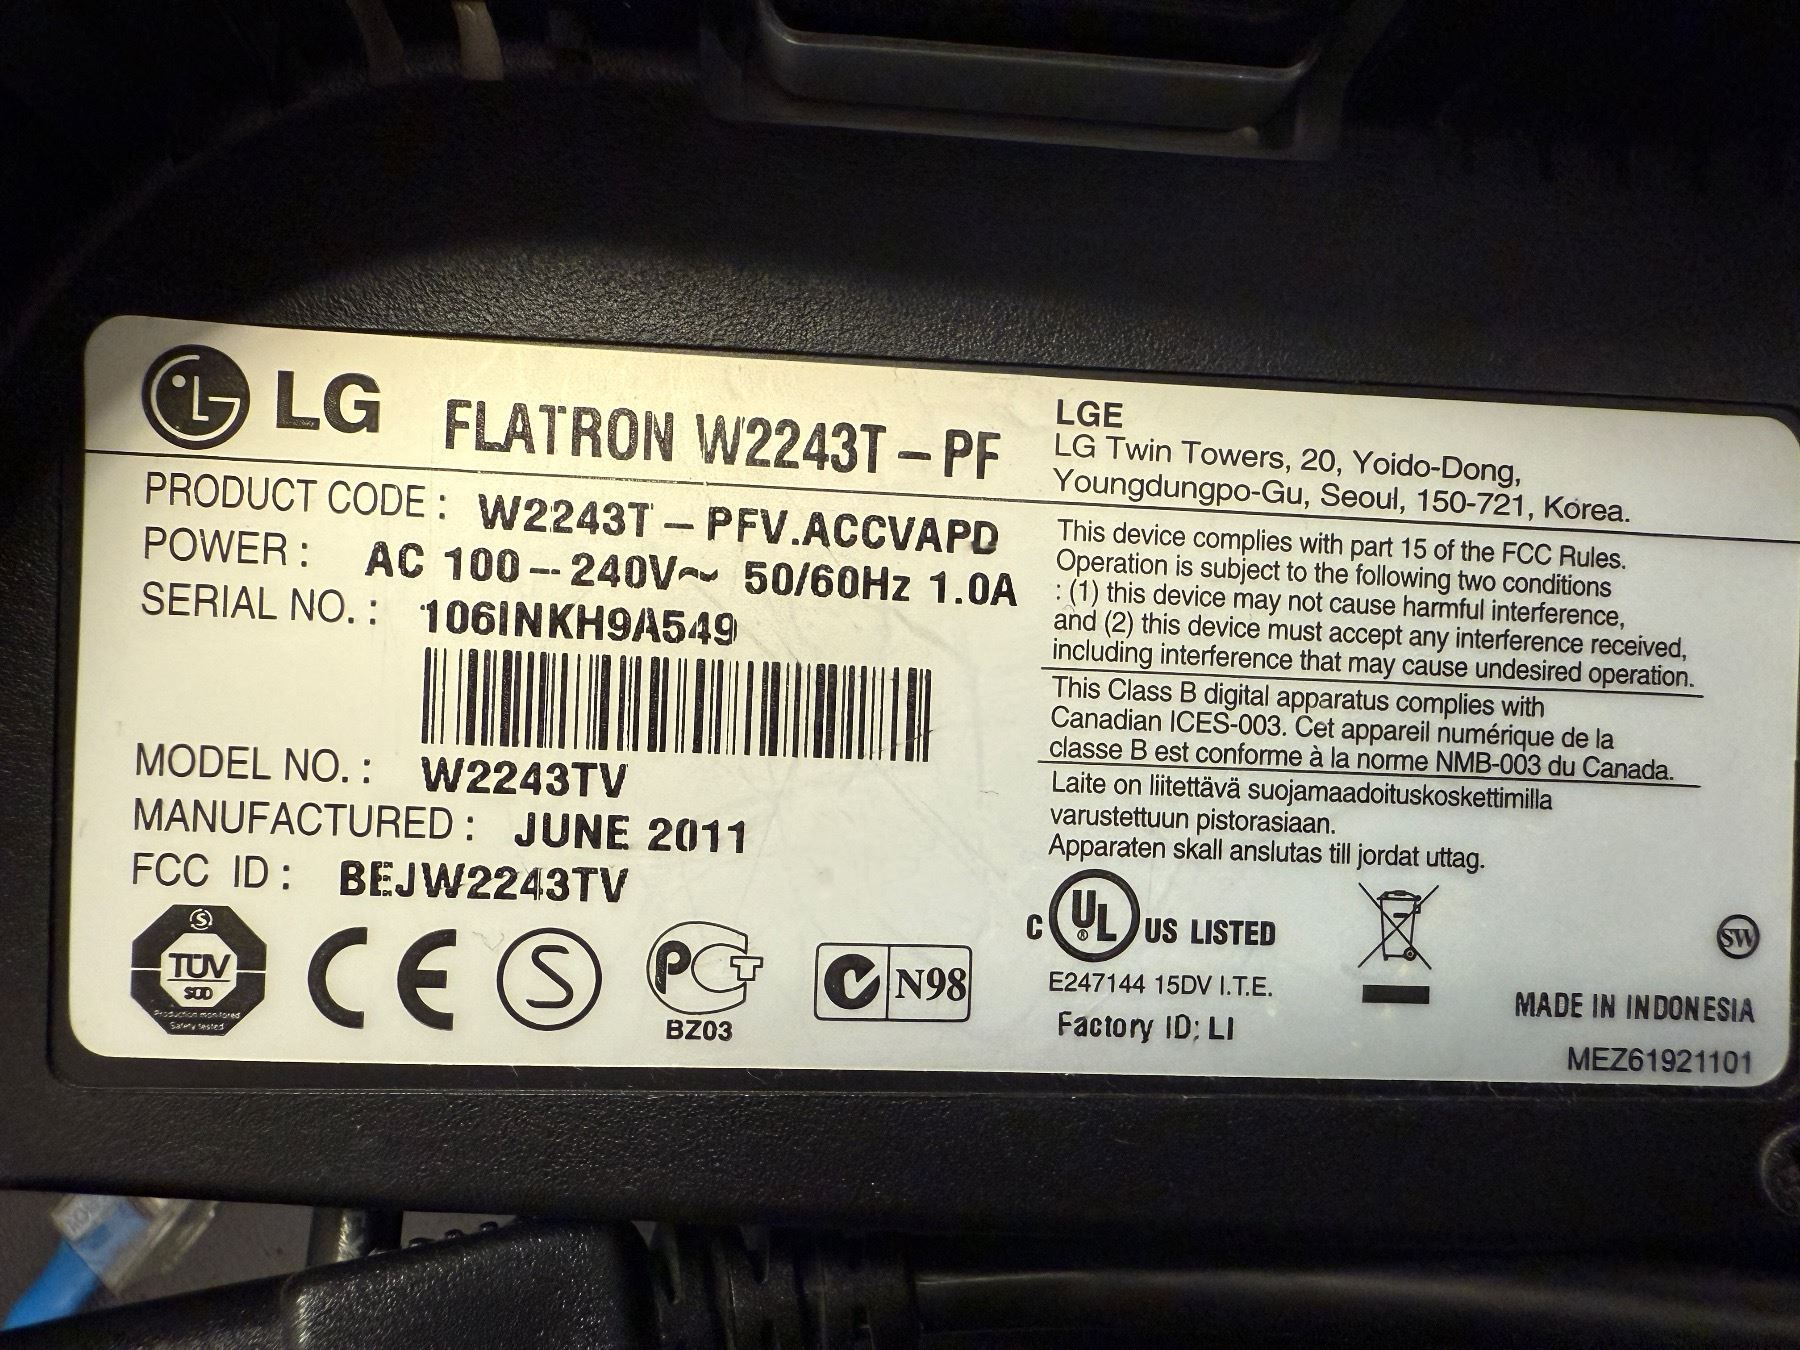 LG FLATRON W2243T – PF
PRODUCT CODE : W2243T – PFV.ACCVAPD
POWER : AC 100 – 240V~ 50/60Hz 1.0A
SERIAL NO. : 106INKH9A549
MODEL NO. : W2243TV
MANUFACTURED : JUNE 2011
FCC ID : BEJW2243TV
S
TÜV
SÜD
Production monitored
Safety tested
CE
S
PCT
BZ03
N98
LGE
LG Twin Towers, 20, Yoido-Dong,
Youngdungpo-Gu, Seoul, 150-721, Korea.
This device complies with part 15 of the FCC Rules.
Operation is subject to the following two conditions
: (1) this device may not cause harmful interference,
and (2) this device must accept any interference received,
including interference that may cause undesired operation.
This Class B digital apparatus complies with
Canadian ICES-003. Cet appareil numérique de la
classe B est conforme à la norme NMB-003 du Canada.
Laite on liitettävä suojamaadoituskoskettimilla
varustettuun pistorasiaan.
Apparaten skall anslutas till jordat uttag.
C UL® US LISTED
E247144 15DV I.T.E.
Factory ID: LI
SW
MADE IN INDONESIA
MEZ61921101